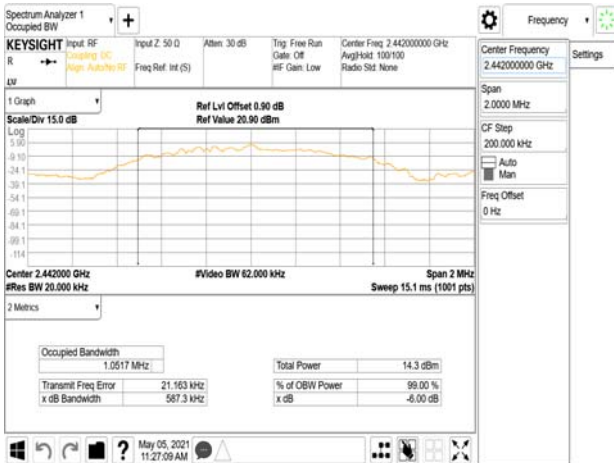 Spectrum Analyzer 1
Occupied BW
+
Frequency
KEYSIGHT
R
Input: RF
Coupling: DC
Align: Auto/No RF
Input Z: 50 Ω
Freq Ref: Int (S)
Atten: 30 dB
Trig: Free Run
Gate: Off
#IF Gain: Low
Center Freq: 2.442000000 GHz
Avg|Hold: 100/100
Radio Std: None
1 Graph
Scale/Div 15.0 dB
Ref Lvl Offset 0.90 dB
Ref Value 20.90 dBm
Log
5.90
-9.10
-24.1
-39.1
-54.1
-69.1
-84.1
-99.1
-114
Center 2.442000 GHz
#Res BW 20.000 kHz
#Video BW 62.000 kHz
Span 2 MHz
Sweep 15.1 ms (1001 pts)
2 Metrics
Occupied Bandwidth
1.0517 MHz
Transmit Freq Error 21.163 kHz
x dB Bandwidth 587.3 kHz
Total Power 14.3 dBm
% of OBW Power 99.00 %
x dB -6.00 dB
Center Frequency
2.442000000 GHz
Settings
Span
2.0000 MHz
CF Step
200.000 kHz
Auto
Man
Freq Offset
0 Hz
?
May 05, 2021
11:27:09 AM